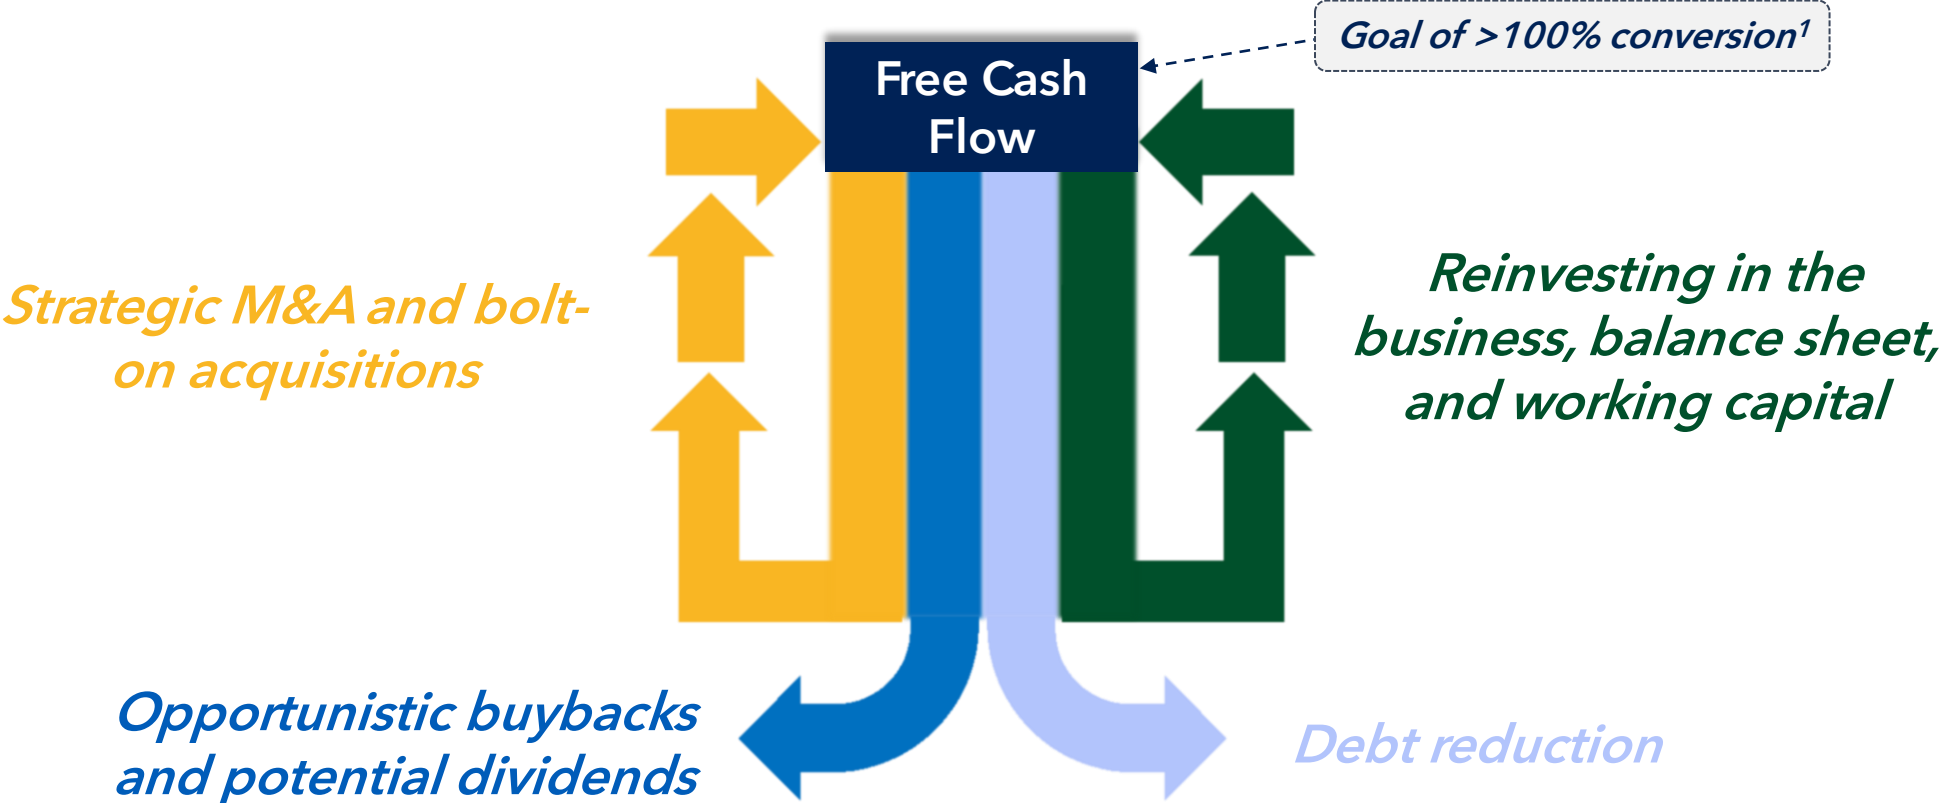 Goal of >100% conversion¹
Free Cash
Flow
Strategic M&A and bolt-
on acquisitions
Reinvesting in the
business, balance sheet,
and working capital
Opportunistic buybacks
and potential dividends
Debt reduction